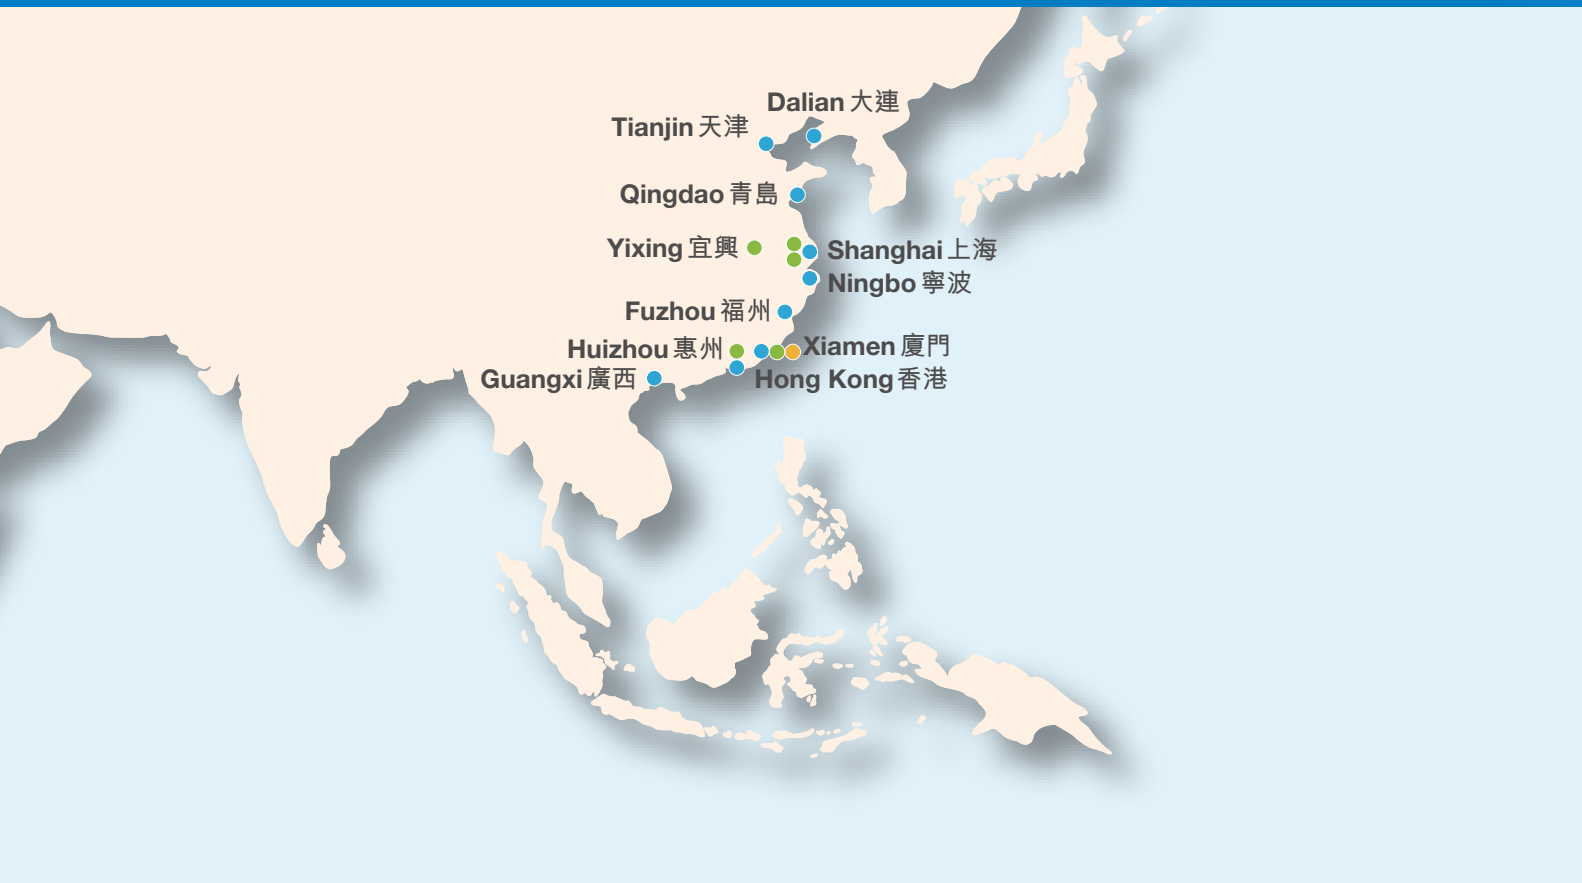 Dalian 大連
Tianjin 天津
Qingdao 青島
Yixing 宜興
Shanghai 上海
Ningbo 寧波
Fuzhou 福州
Huizhou 惠州
Xiamen 廈門
Guangxi 廣西
Hong Kong 香港